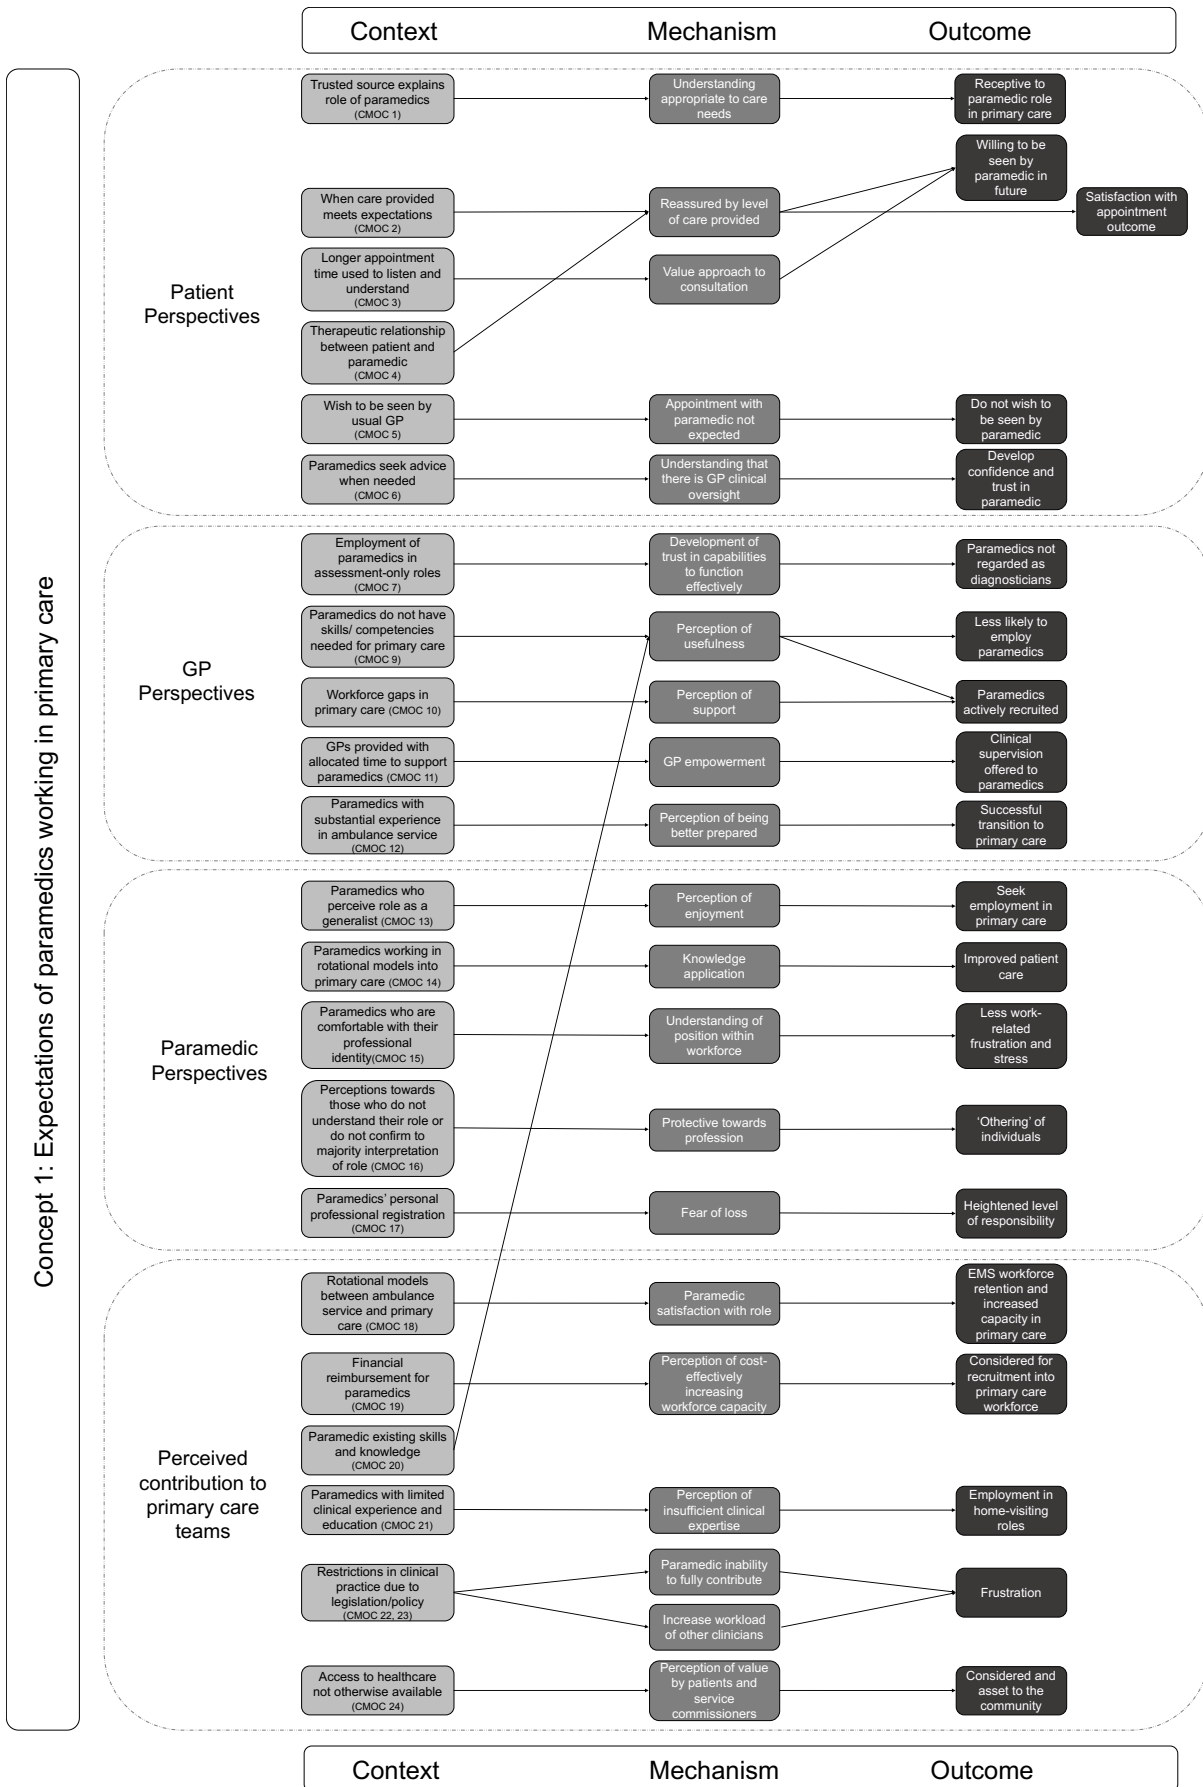 Context
Mechanism
Outcome
Concept 1: Expectations of paramedics working in primary care
Patient
Perspectives
Trusted source explains
role of paramedics
(CMOC 1)
Understanding
appropriate to care
needs
Receptive to
paramedic role
in primary care
Willing to be
seen by
paramedic in
future
When care provided
meets expectations
(CMOC 2)
Reassured by level
of care provided
Satisfaction with
appointment
outcome
Longer appointment
time used to listen and
understand
(CMOC 3)
Value approach to
consultation
Therapeutic relationship
between patient and
paramedic
(CMOC 4)
Wish to be seen by
usual GP
(CMOC 5)
Appointment with
paramedic not
expected
Do not wish to
be seen by
paramedic
Paramedics seek advice
when needed
(CMOC 6)
Understanding that
there is GP clinical
oversight
Develop
confidence and
trust in
paramedic
GP
Perspectives
Employment of
paramedics in
assessment-only roles
(CMOC 7)
Development of
trust in capabilities
to function
effectively
Paramedics not
regarded as
diagnosticians
Paramedics do not have
skills/ competencies
needed for primary care
(CMOC 9)
Perception of
usefulness
Less likely to
employ
paramedics
Workforce gaps in
primary care (CMOC 10)
Perception of
support
Paramedics
actively recruited
GPs provided with
allocated time to support
paramedics (CMOC 11)
GP empowerment
Clinical
supervision
offered to
paramedics
Paramedics with
substantial experience
in ambulance service
(CMOC 12)
Perception of being
better prepared
Successful
transition to
primary care
Paramedic
Perspectives
Paramedics who
perceive role as a
generalist (CMOC 13)
Perception of
enjoyment
Seek
employment in
primary care
Paramedics working in
rotational models into
primary care (CMOC 14)
Knowledge
application
Improved patient
care
Paramedics who are
comfortable with their
professional
identity(CMOC 15)
Understanding of
position within
workforce
Less work-
related
frustration and
stress
Perceptions towards
those who do not
understand their role or
do not confirm to
majority interpretation
of role (CMOC 16)
Protective towards
profession
‘Othering’ of
individuals
Paramedics’ personal
professional registration
(CMOC 17)
Fear of loss
Heightened level
of responsibility
Perceived
contribution to
primary care
teams
Rotational models
between ambulance
service and primary
care (CMOC 18)
Paramedic
satisfaction with role
EMS workforce
retention and
increased
capacity in
primary care
Financial
reimbursement for
paramedics
(CMOC 19)
Perception of cost-
effectively
increasing
workforce capacity
Considered for
recruitment into
primary care
workforce
Paramedic existing skills
and knowledge
(CMOC 20)
Paramedics with limited
clinical experience and
education (CMOC 21)
Perception of
insufficient clinical
expertise
Employment in
home-visiting
roles
Restrictions in clinical
practice due to
legislation/policy
(CMOC 22, 23)
Paramedic inability
to fully contribute
Increase workload
of other clinicians
Frustration
Access to healthcare
not otherwise available
(CMOC 24)
Perception of value
by patients and
service
commissioners
Considered and
asset to the
community
Context
Mechanism
Outcome